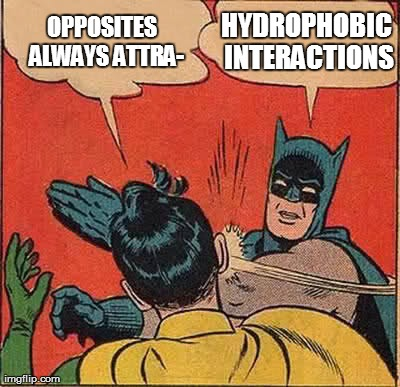 OPPOSITES
ALWAYS ATTRA-
HYDROPHOBIC
INTERACTIONS
imgflip.com